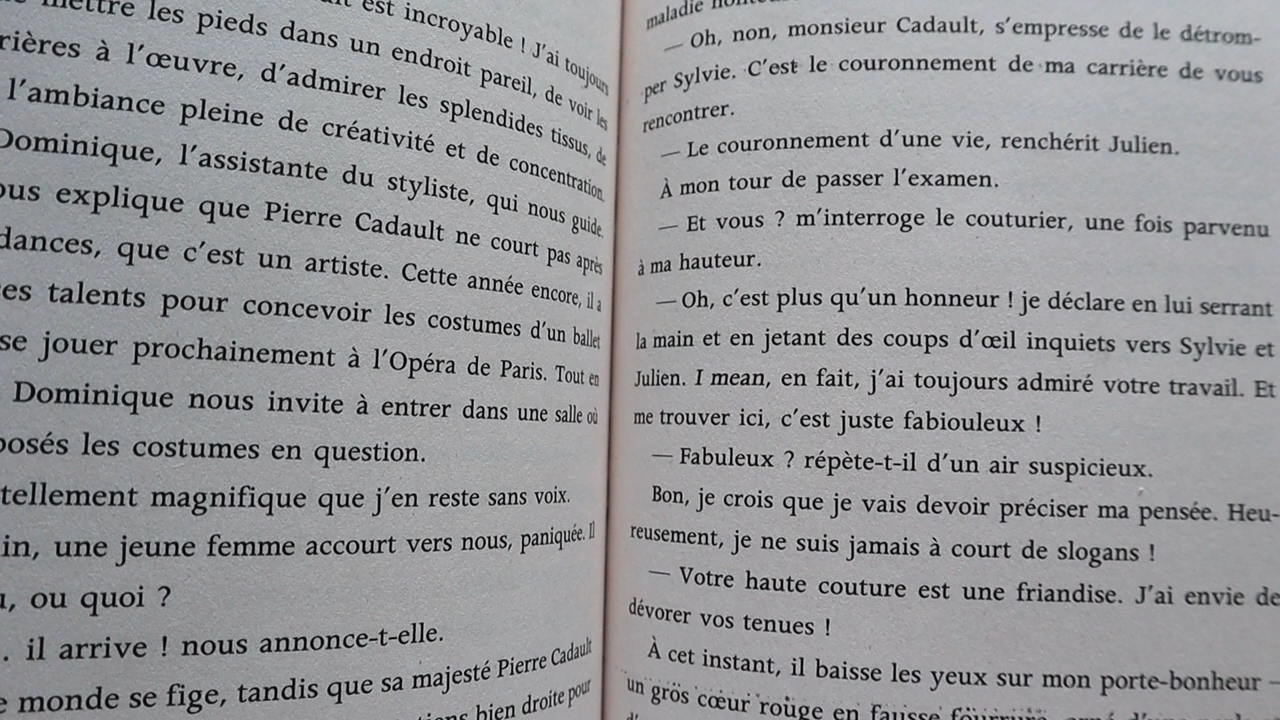 est incroyable ! J'ai toujours
mettre les pieds dans un endroit pareil, de voir les
rières à l'œuvre, d'admirer les splendides tissus, de
l'ambiance pleine de créativité et de concentration.
Dominique, l'assistante du styliste, qui nous guide.
ous explique que Pierre Cadault ne court pas après
dances, que c'est un artiste. Cette année encore, il a
es talents pour concevoir les costumes d'un ballet
se jouer prochainement à l'Opéra de Paris. Tout en
Dominique nous invite à entrer dans une salle où
posés les costumes en question.
tellement magnifique que j'en reste sans voix.
in, une jeune femme accourt vers nous, paniquée. Il
, ou quoi ?
. il arrive ! nous annonce-t-elle.
e monde se fige, tandis que sa majesté Pierre Cadault
bien droite pour
maladie
— Oh, non, monsieur Cadault, s'empresse de le détrom-
per Sylvie. C'est le couronnement de ma carrière de vous
rencontrer.
— Le couronnement d'une vie, renchérit Julien.
À mon tour de passer l'examen.
— Et vous ? m'interroge le couturier, une fois parvenu
à ma hauteur.
— Oh, c'est plus qu'un honneur ! je déclare en lui serrant
la main et en jetant des coups d'œil inquiets vers Sylvie et
Julien. I mean, en fait, j'ai toujours admiré votre travail. Et
me trouver ici, c'est juste fabiouleux !
— Fabuleux ? répète-t-il d'un air suspicieux.
Bon, je crois que je vais devoir préciser ma pensée. Heu-
reusement, je ne suis jamais à court de slogans !
— Votre haute couture est une friandise. J'ai envie de
dévorer vos tenues !
À cet instant, il baisse les yeux sur mon porte-bonheur —
un gros cœur rouge en fausse fourrure,